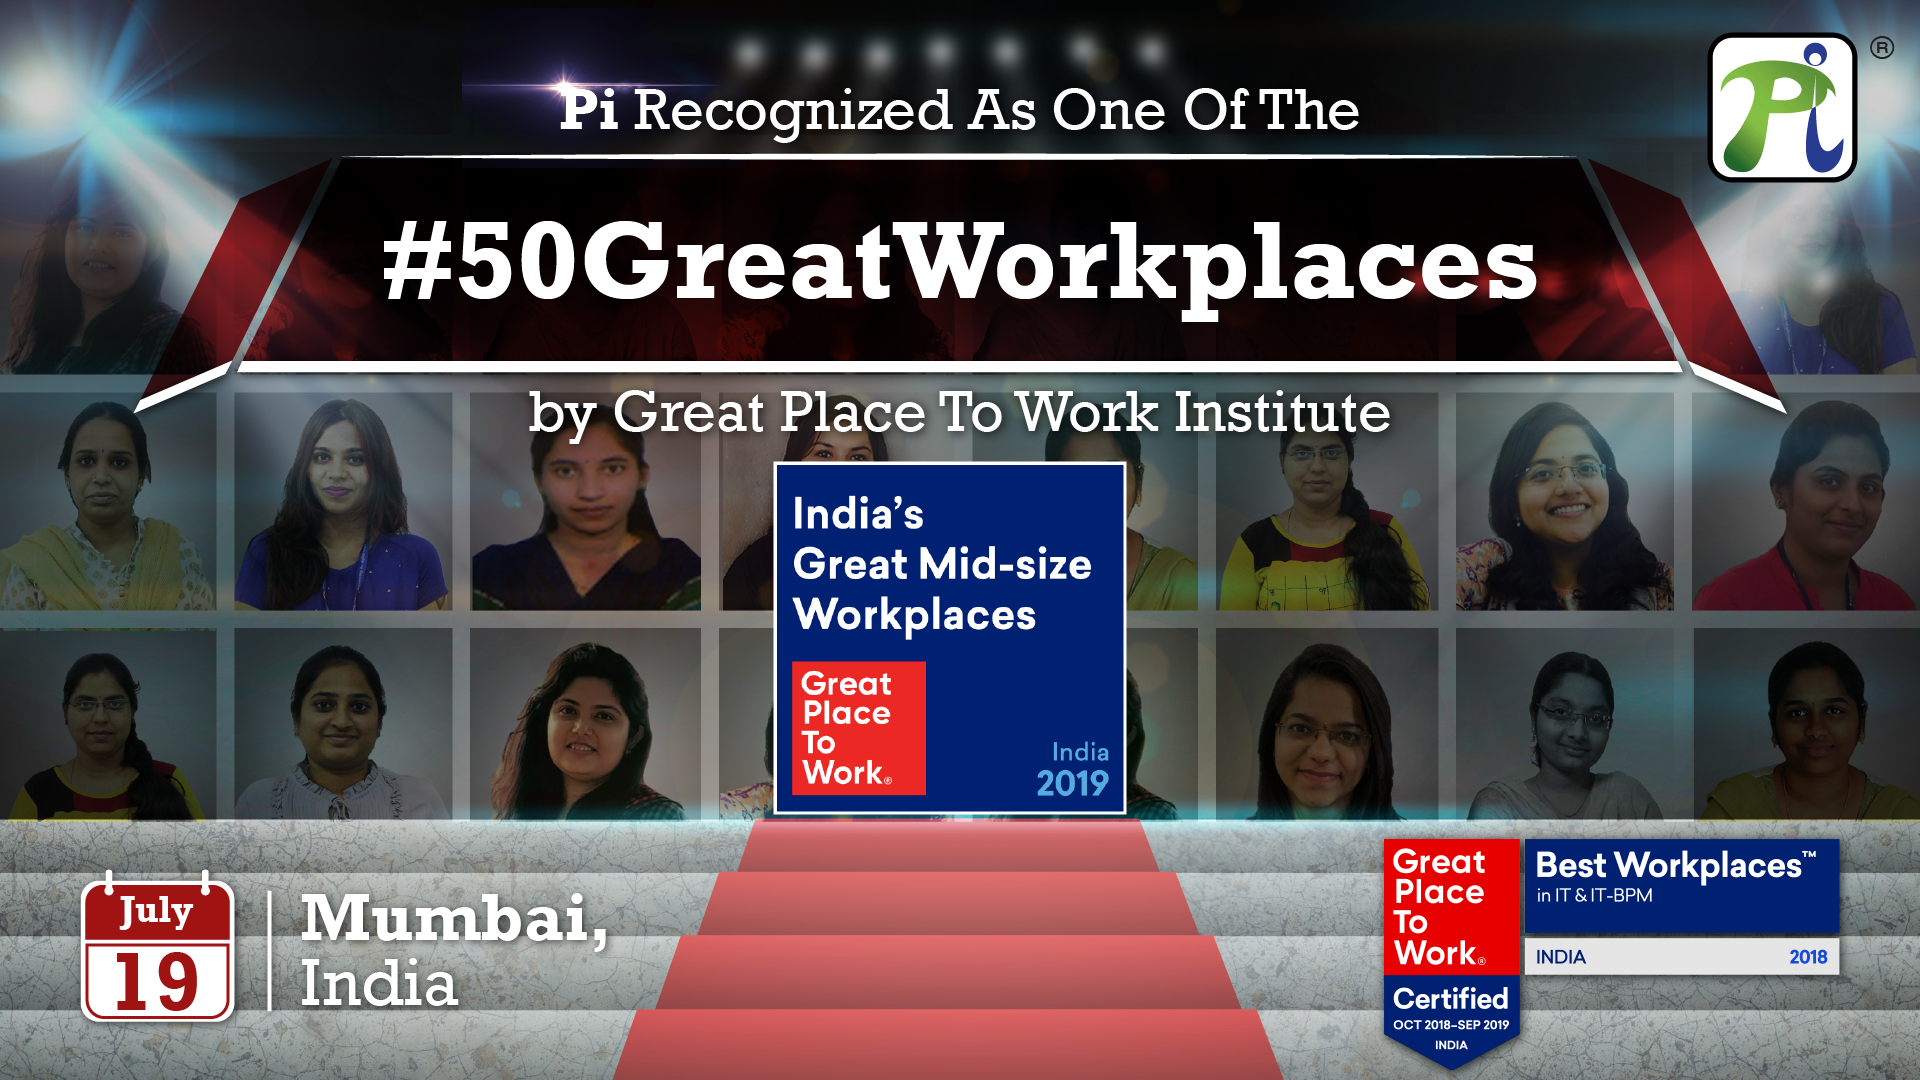 Pi Recognized As One Of The
Pi ®
#50GreatWorkplaces
by Great Place To Work Institute
India's
Great Mid-size
Workplaces
Great
Place
To
Work®
India
2019
July
19
Mumbai,
India
Great
Place
To
Work®
Certified
OCT 2018-SEP 2019
INDIA
Best Workplaces™
in IT & IT-BPM
INDIA 2018